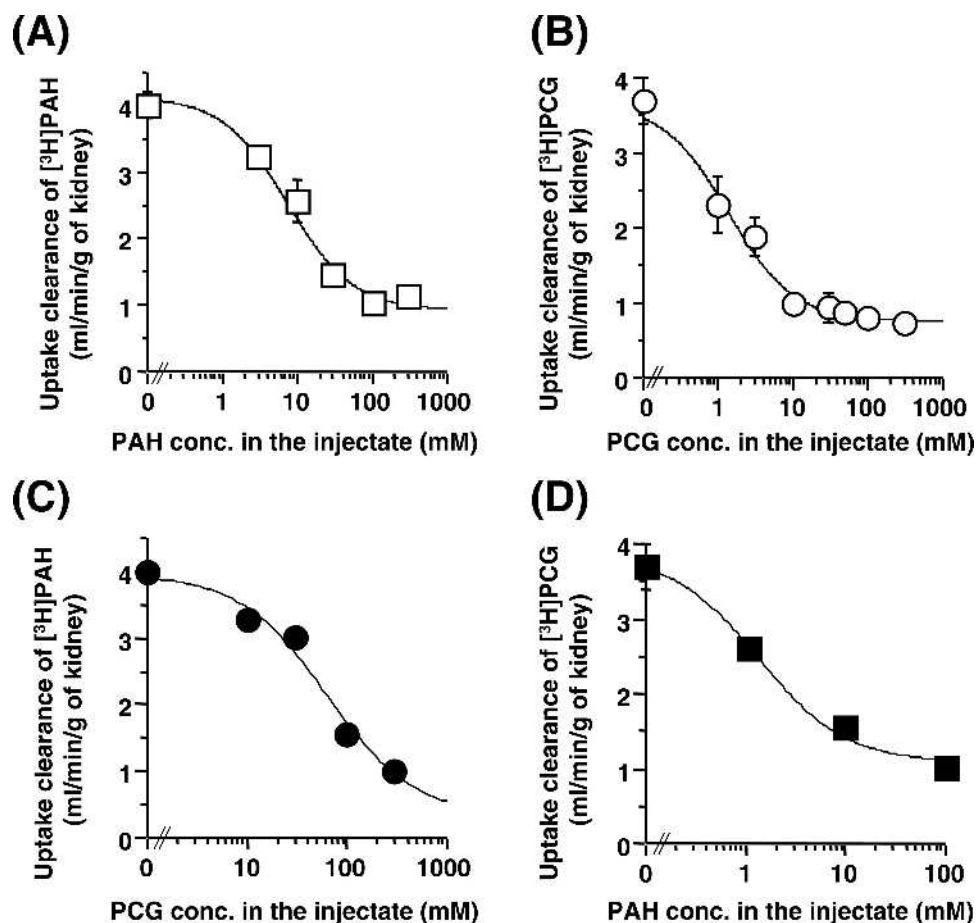 (A)
Uptake clearance of [³H]PAH
(ml/min/g of kidney)
4
3
2
1
0
0
1
10
100
1000
PAH conc. in the injectate (mM)
(B)
Uptake clearance of [³H]PCG
(ml/min/g of kidney)
4
3
2
1
0
0
1
10
100
1000
PCG conc. in the injectate (mM)
(C)
Uptake clearance of [³H]PAH
(ml/min/g of kidney)
4
3
2
1
0
0
10
100
1000
PCG conc. in the injectate (mM)
(D)
Uptake clearance of [³H]PCG
(ml/min/g of kidney)
4
3
2
1
0
0
1
10
100
PAH conc. in the injectate (mM)